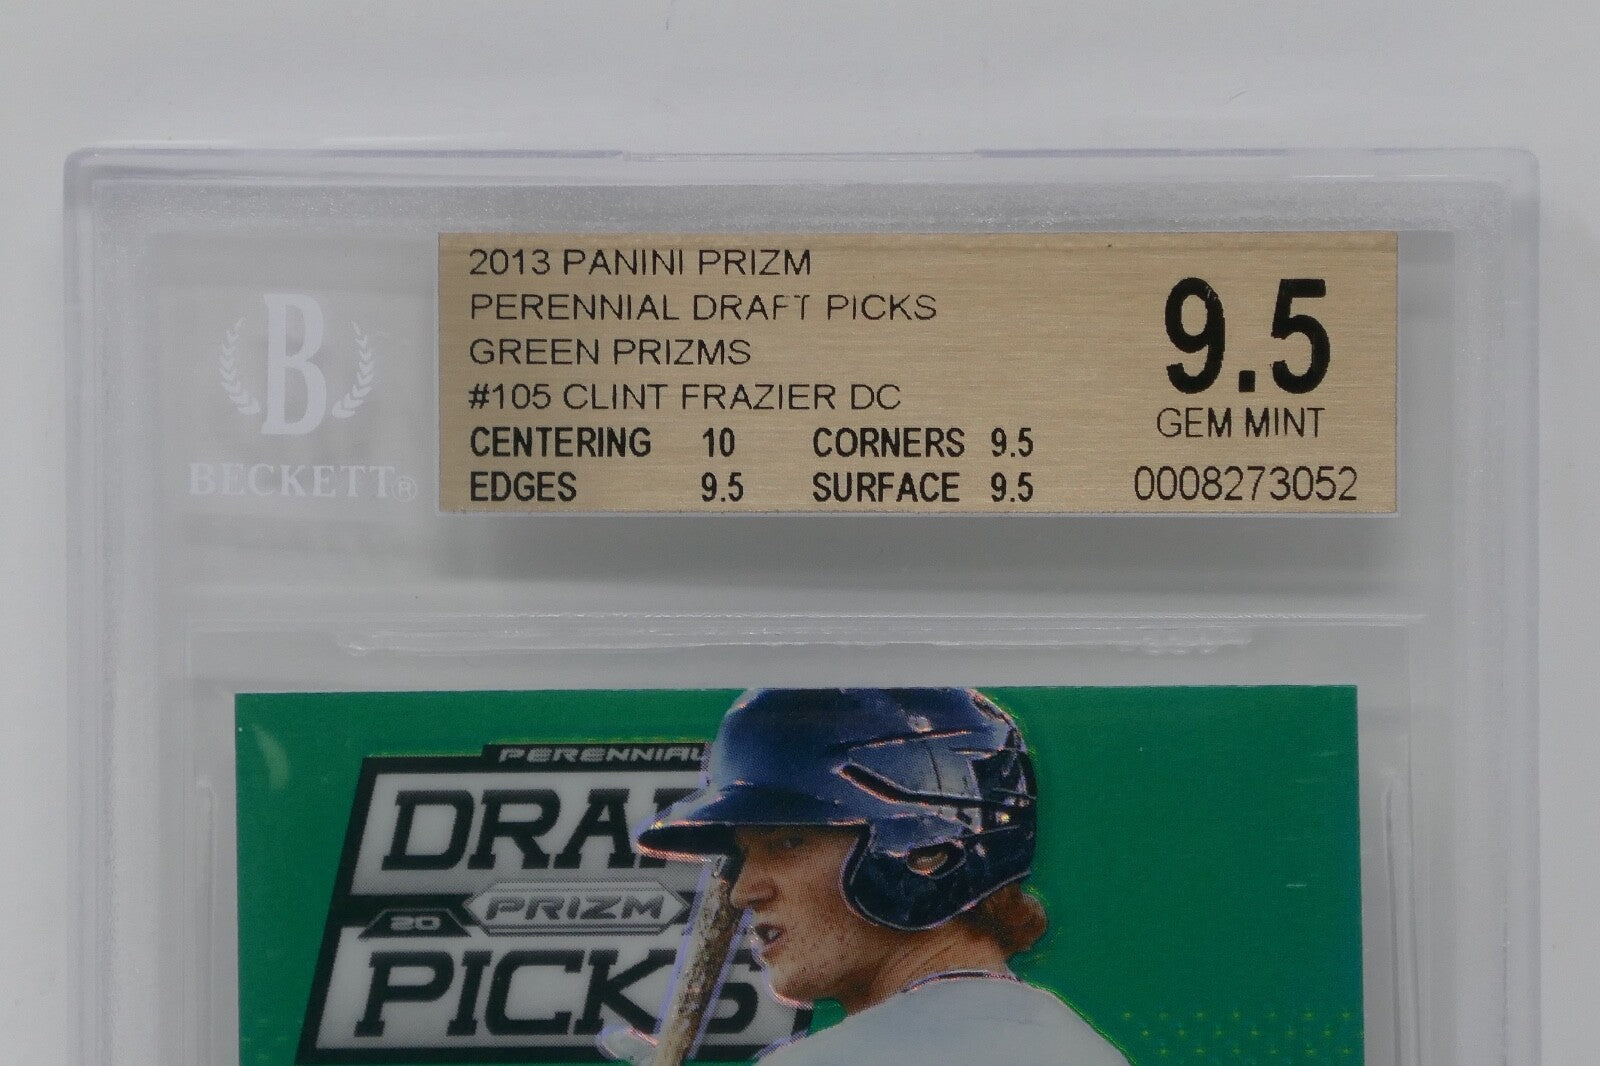 2013 PANINI PRIZM
PERENNIAL DRAFT PICKS
GREEN PRIZMS
#105 CLINT FRAZIER DC
CENTERING 10 CORNERS 9.5
EDGES 9.5 SURFACE 9.5
9.5
GEM MINT
0008273052
B
BECKETT®
PERENNIAL
DRAF
20 PRIZM
PICKS